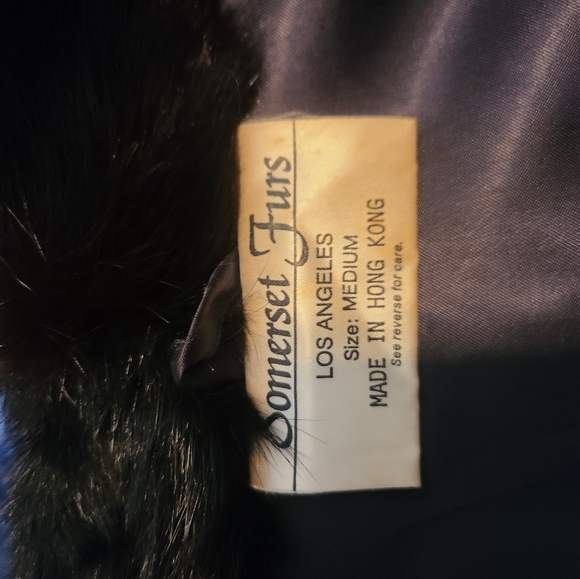 Somerset Furs
LOS ANGELES
Size: MEDIUM
MADE IN HONG KONG
See reverse for care.